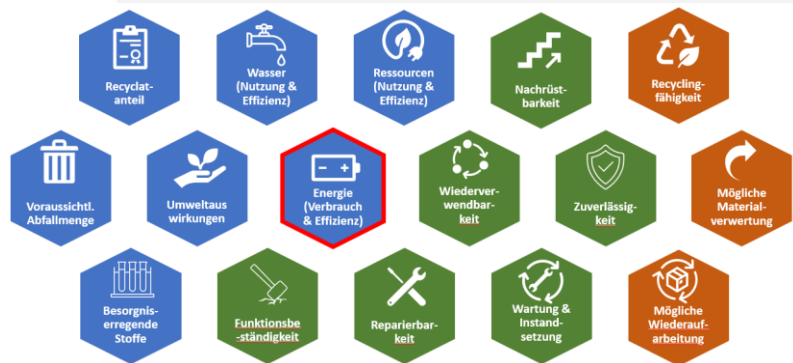 Recyclat-
anteil
Wasser
(Nutzung &
Effizienz)
Ressourcen
(Nutzung &
Effizienz)
Nachrüst-
barkeit
Recycling-
fähigkeit
Voraussichtl.
Abfallmenge
Umweltaus
wirkungen
Energie
(Verbrauch
& Effizienz)
Wiederver-
wendbar-
keit
Zuverlässig-
keit
Mögliche
Material-
verwertung
Besorgnis-
erregende
Stoffe
Funktionsbe
-ständigkeit
Reparierbar-
keit
Wartung &
Instand-
setzung
Mögliche
Wiederauf-
arbeitung